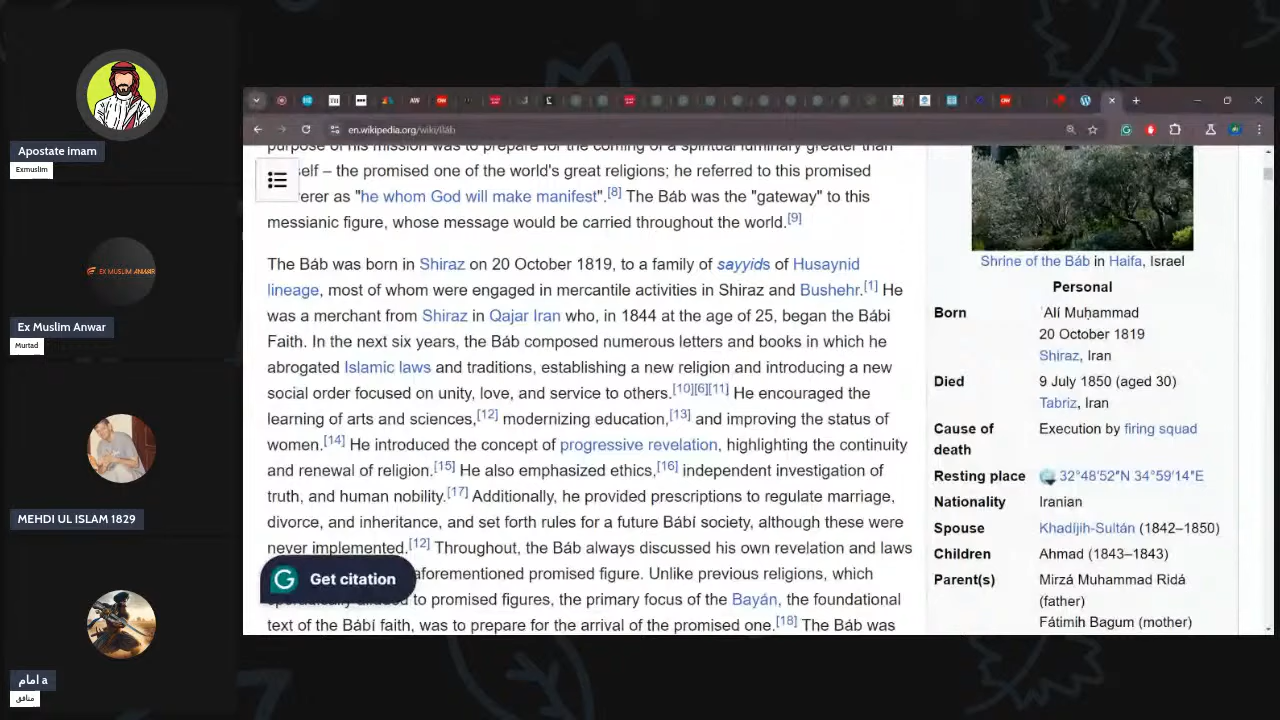 Apostate imam
Exmuslim
EX MUSLIM ANWAR
Ex Muslim Anwar
Murtad
MEHDI UL ISLAM 1829
امام a
منافق
en.wikipedia.org/wiki/Báb
purpose of his mission was to prepare for the coming of a spiritual luminary greater than
self – the promised one of the world's great religions; he referred to this promised
erer as "he whom God will make manifest".[8] The Báb was the "gateway" to this
messianic figure, whose message would be carried throughout the world.[9]
The Báb was born in Shiraz on 20 October 1819, to a family of sayyids of Husaynid
lineage, most of whom were engaged in mercantile activities in Shiraz and Bushehr.[1] He
was a merchant from Shiraz in Qajar Iran who, in 1844 at the age of 25, began the Bábi
Faith. In the next six years, the Báb composed numerous letters and books in which he
abrogated Islamic laws and traditions, establishing a new religion and introducing a new
social order focused on unity, love, and service to others.[10][6][11] He encouraged the
learning of arts and sciences,[12] modernizing education,[13] and improving the status of
women.[14] He introduced the concept of progressive revelation, highlighting the continuity
and renewal of religion.[15] He also emphasized ethics,[16] independent investigation of
truth, and human nobility.[17] Additionally, he provided prescriptions to regulate marriage,
divorce, and inheritance, and set forth rules for a future Bábí society, although these were
never implemented.[12] Throughout, the Báb always discussed his own revelation and laws
aforementioned promised figure. Unlike previous religions, which
to promised figures, the primary focus of the Bayán, the foundational
text of the Bábí faith, was to prepare for the arrival of the promised one.[18] The Báb was
Get citation
Shrine of the Báb in Haifa, Israel
Personal
Born ʿAlí Muḥammad
20 October 1819
Shiraz, Iran
Died 9 July 1850 (aged 30)
Tabriz, Iran
Cause of death Execution by firing squad
Resting place 32°48′52″N 34°59′14″E
Nationality Iranian
Spouse Khadíjih-Sultán (1842–1850)
Children Ahmad (1843–1843)
Parent(s) Mirzá Muhammad Ridá
(father)
Fátimih Bagum (mother)